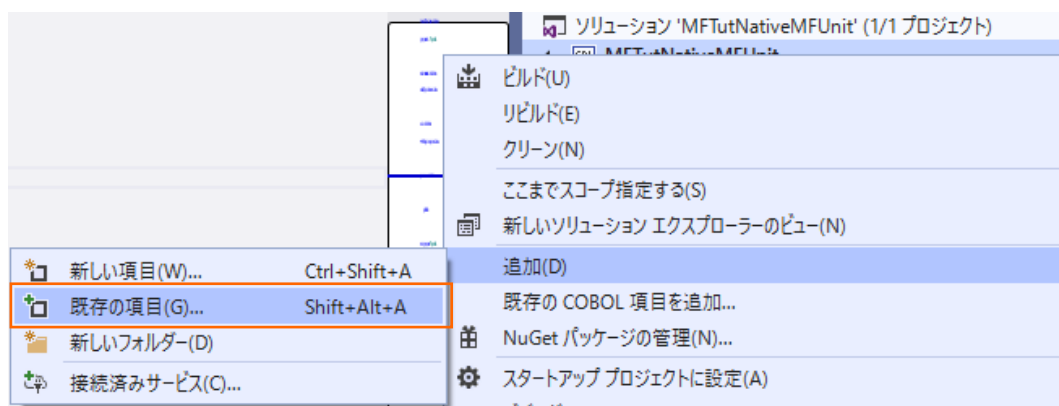 ソリューション 'MFTutNativeMFUnit' (1/1 プロジェクト)
MFTutNativeMFUnit
ビルド(U)
リビルド(E)
クリーン(N)
ここまでスコープ指定する(S)
新しいソリューション エクスプローラーのビュー(N)
追加(D)
既存の COBOL 項目を追加...
NuGet パッケージの管理(N)...
スタートアップ プロジェクトに設定(A)
新しい項目(W)... Ctrl+Shift+A
既存の項目(G)... Shift+Alt+A
新しいフォルダー(D)
接続済みサービス(C)...